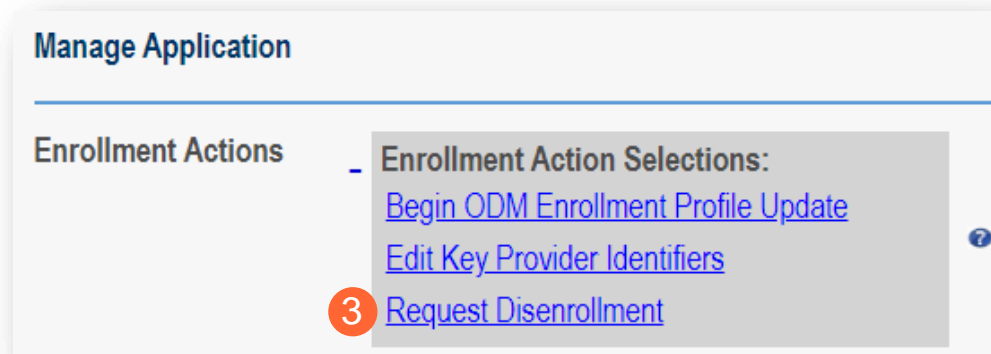 Manage Application
Enrollment Actions
- Enrollment Action Selections:
Begin ODM Enrollment Profile Update
Edit Key Provider Identifiers
?
3 Request Disenrollment